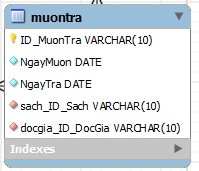 muontra
ID_MuonTra VARCHAR(10)
NgayMuon DATE
NgayTra DATE
sach_ID_Sach VARCHAR(10)
docgia_ID_DocGia VARCHAR(10)
Indexes